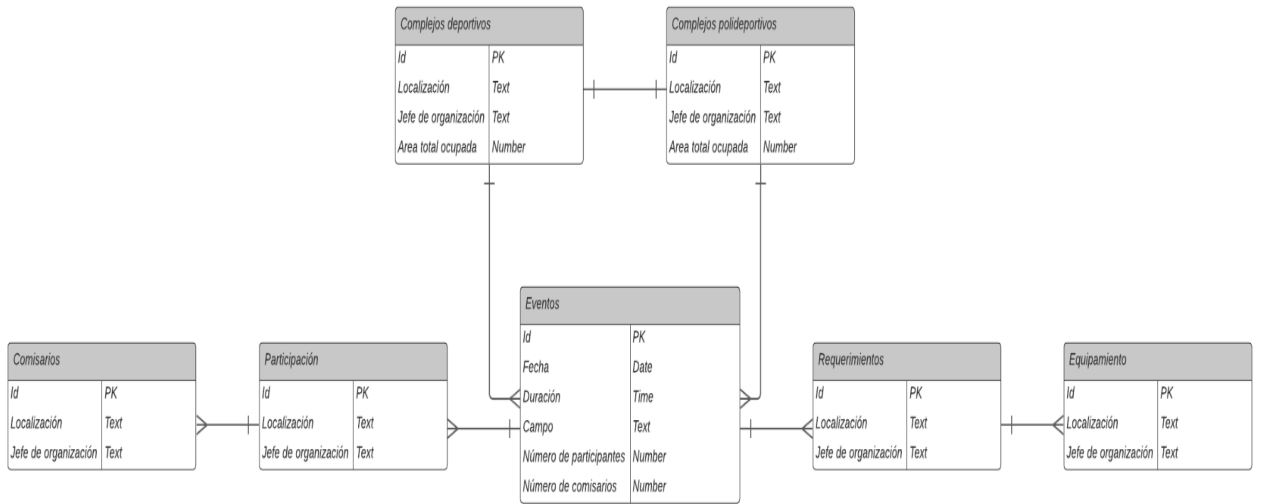 Complejos deportivos
Id PK
Localización Text
Jefe de organización Text
Area total ocupada Number
Complejos polideportivos
Id PK
Localización Text
Jefe de organización Text
Area total ocupada Number
Eventos
Id PK
Fecha Date
Duración Time
Campo Text
Número de participantes Number
Número de comisarios Number
Comisarios
Id PK
Localización Text
Jefe de organización Text
Participación
Id PK
Localización Text
Jefe de organización Text
Requerimientos
Id PK
Localización Text
Jefe de organización Text
Equipamiento
Id PK
Localización Text
Jefe de organización Text